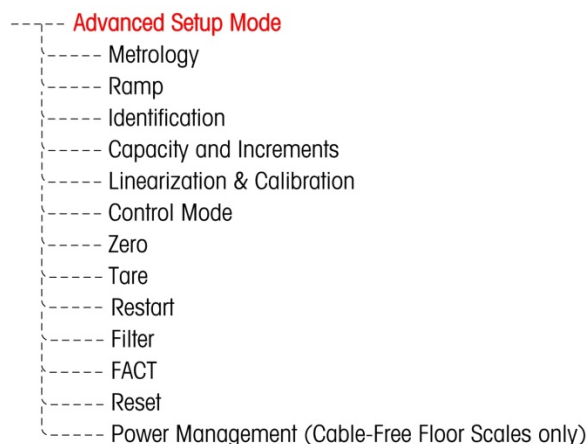 Advanced Setup Mode
Metrology
Ramp
Identification
Capacity and Increments
Linearization & Calibration
Control Mode
Zero
Tare
Restart
Filter
FACT
Reset
Power Management (Cable-Free Floor Scales only)